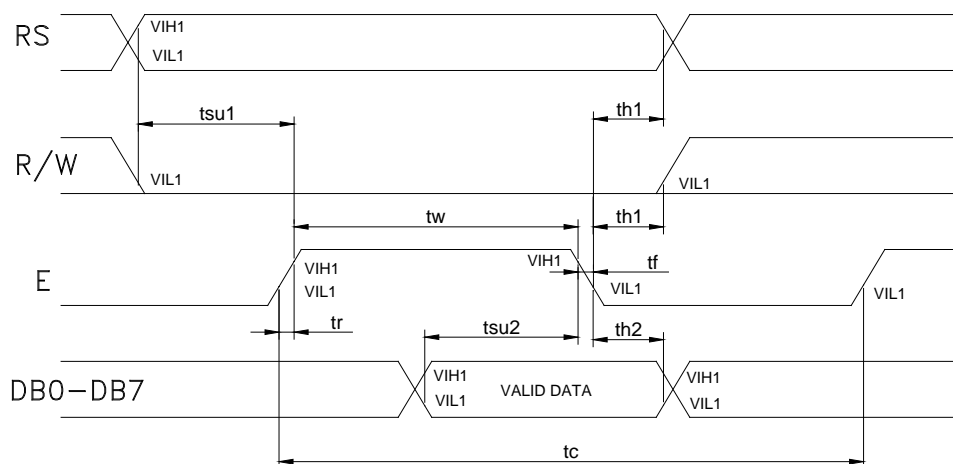 RS
VIH1
VIL1
tsu1
th1
R/W
VIL1
VIL1
tw
th1
E
VIH1
VIL1
VIH1
tf
VIL1
VIL1
tr
tsu2
th2
DB0-DB7
VIH1
VIL1
VALID DATA
VIH1
VIL1
tc